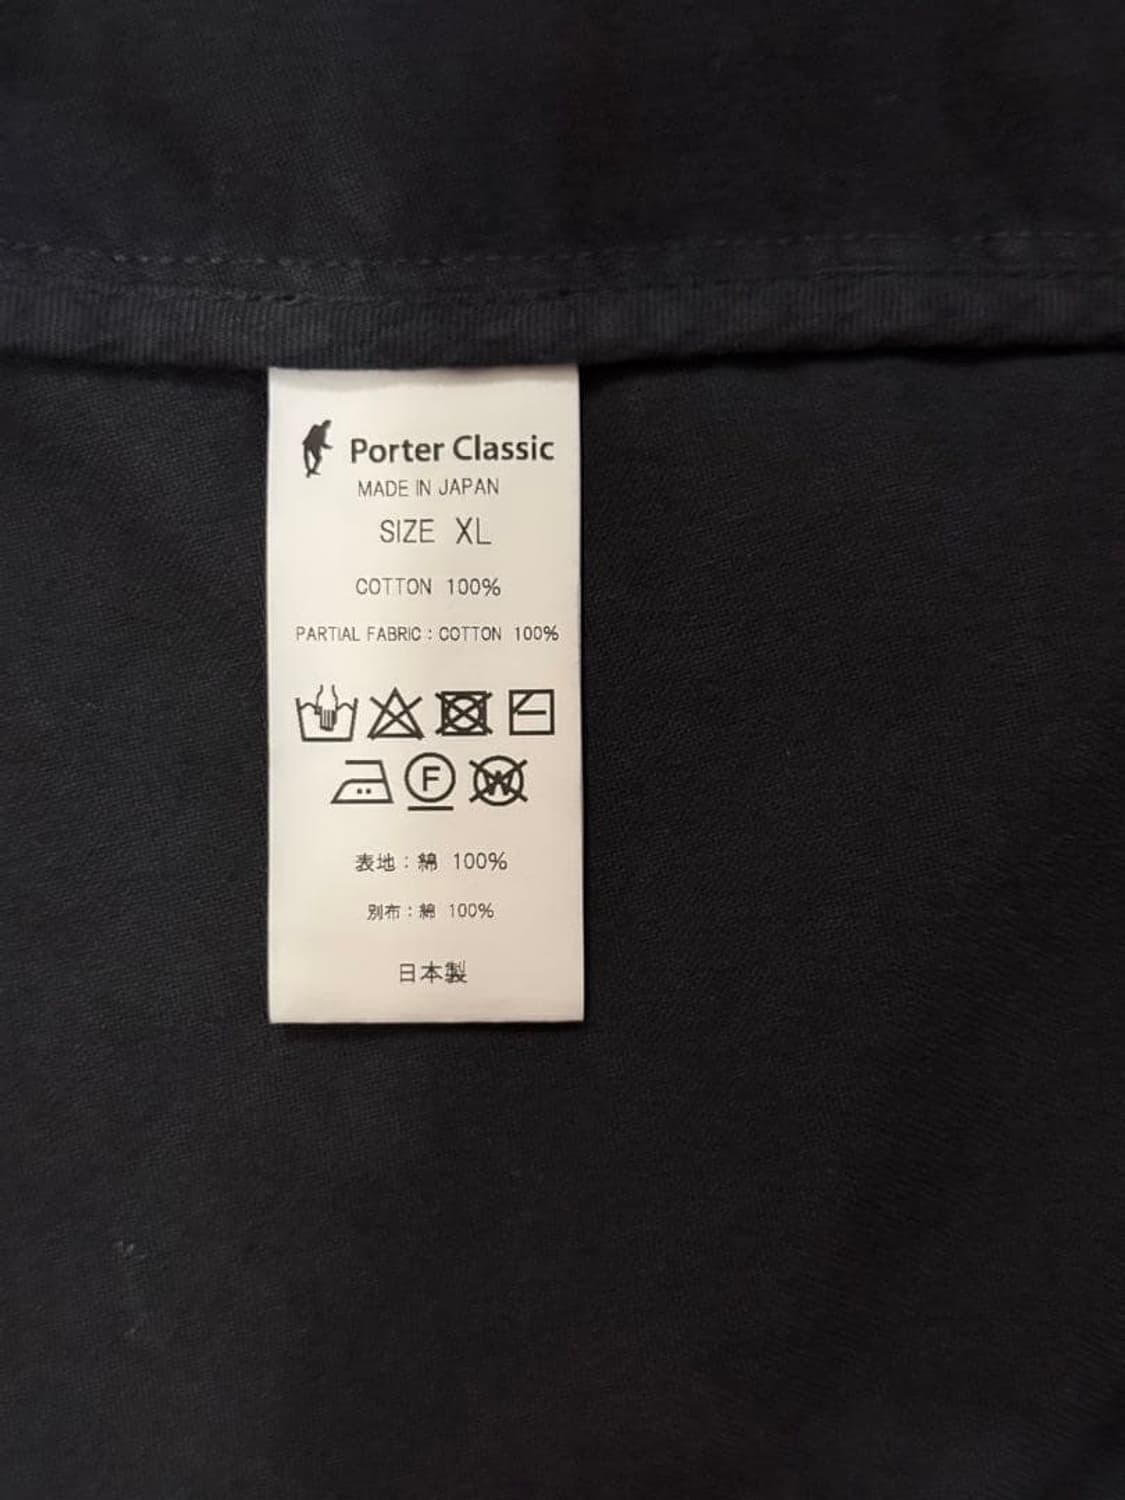 Porter Classic
MADE IN JAPAN
SIZE XL
COTTON 100%
PARTIAL FABRIC : COTTON 100%
F W
表地 : 綿 100%
別布 : 綿 100%
日本製